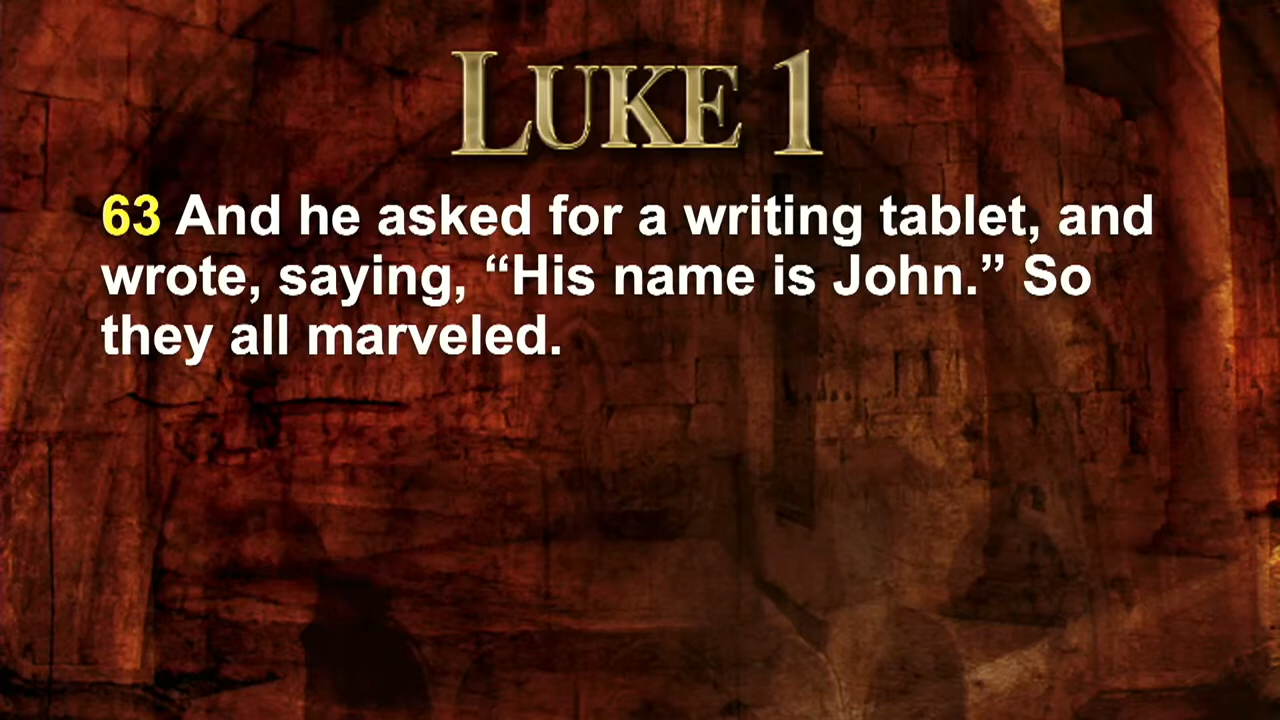 LUKE 1
63 And he asked for a writing tablet, and
wrote, saying, “His name is John.” So
they all marveled.